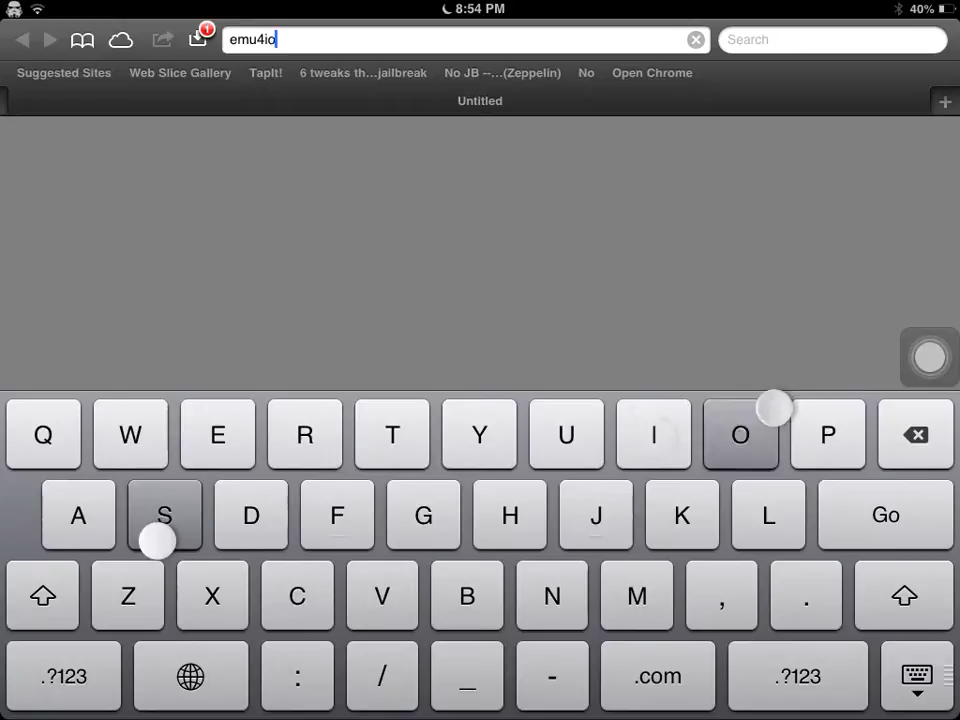 8:54 PM 40%
1
emu4io Search
Suggested Sites Web Slice Gallery TapIt! 6 tweaks th...jailbreak No JB --...(Zeppelin) No Open Chrome
Untitled +
Q W E R T Y U I O P
A S D F G H J K L Go
Z X C V B N M , .
.?123 : / _ - .com .?123